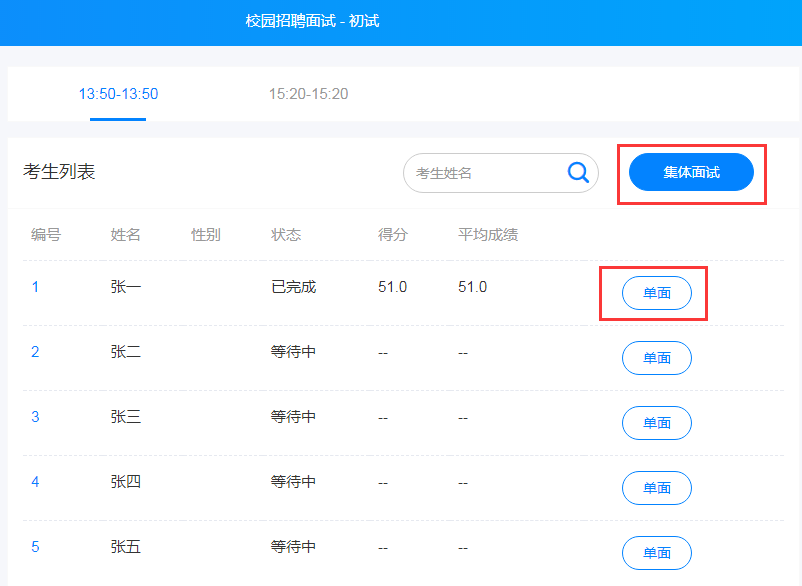 校园招聘面试 - 初试
13:50-13:50 15:20-15:20
考生列表 考生姓名 集体面试
编号 姓名 性别 状态 得分 平均成绩
1 张一 已完成 51.0 51.0 单面
2 张二 等待中 -- -- 单面
3 张三 等待中 -- -- 单面
4 张四 等待中 -- -- 单面
5 张五 等待中 -- -- 单面